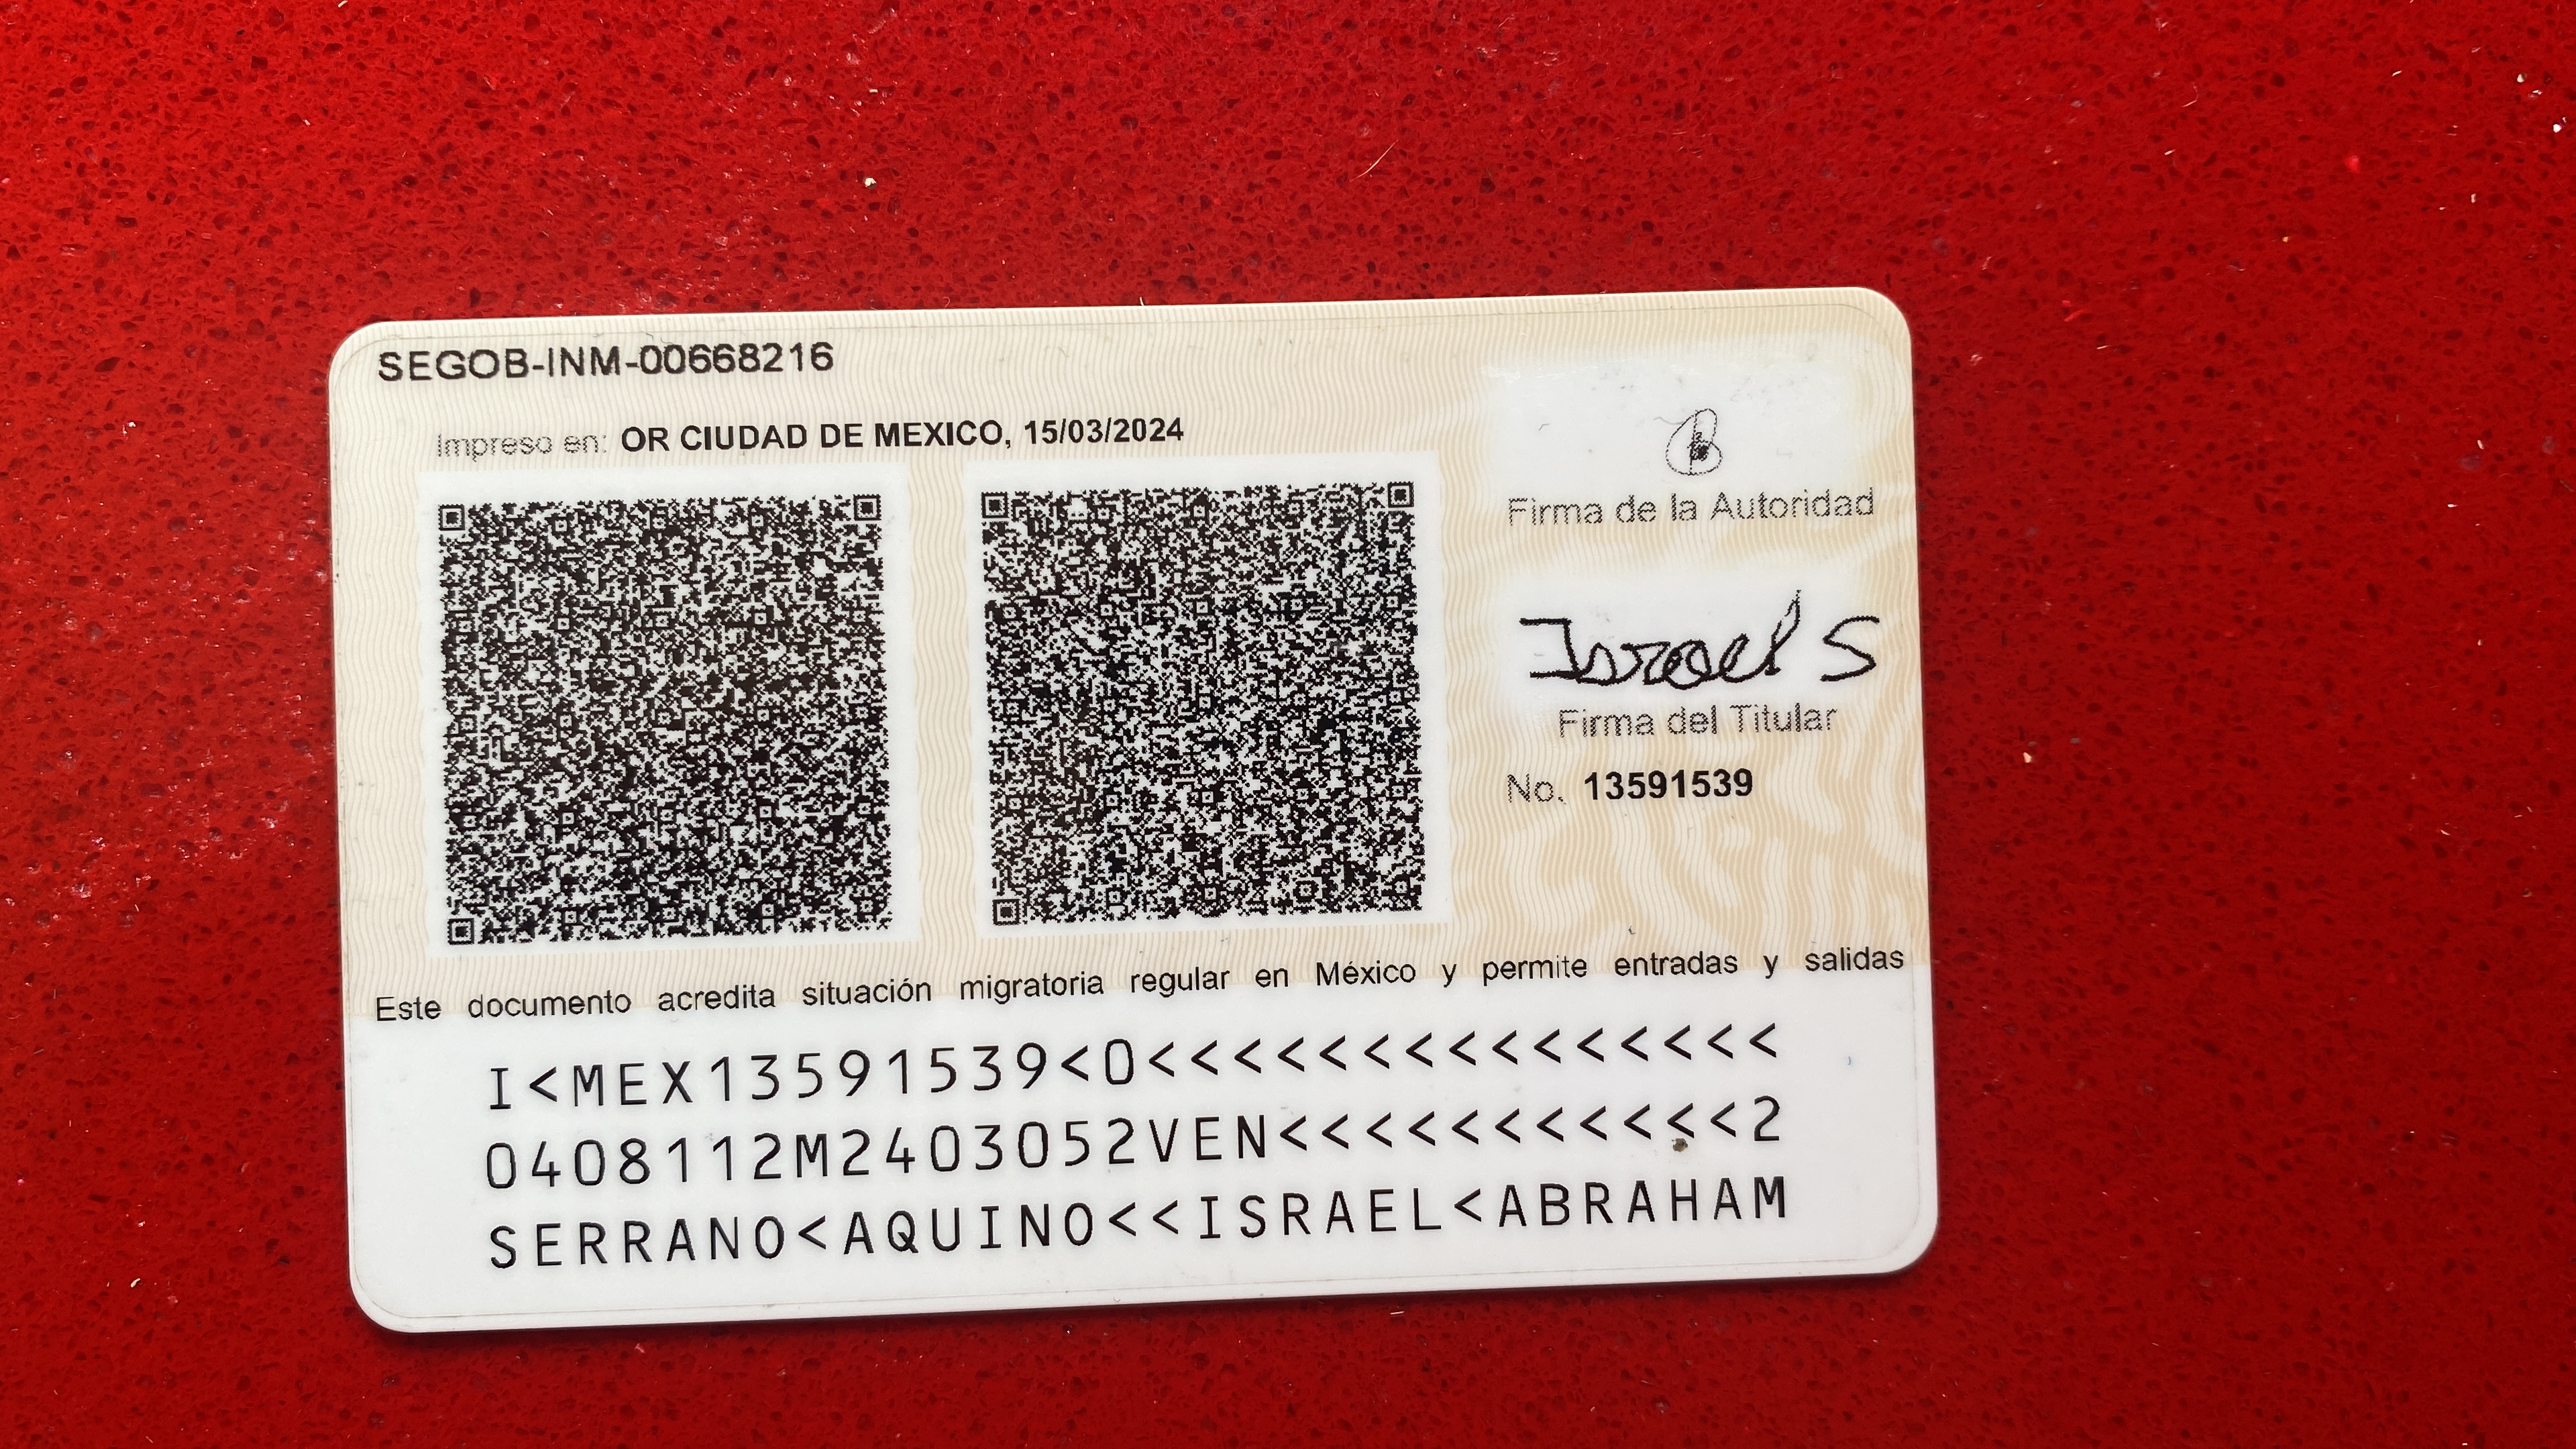 SEGOB-INM-00668216
Impreso en: OR CIUDAD DE MEXICO, 15/03/2024
Firma de la Autoridad
Israel S
Firma del Titular
No. 13591539
Este documento acredita situación migratoria regular en México y permite entradas y salidas
I<MEX13591539<0<<<<<<<<<<<<<<<
0408112M2403052VEN<<<<<<<<<<<2
SERRANO<AQUINO<<ISRAEL<ABRAHAM